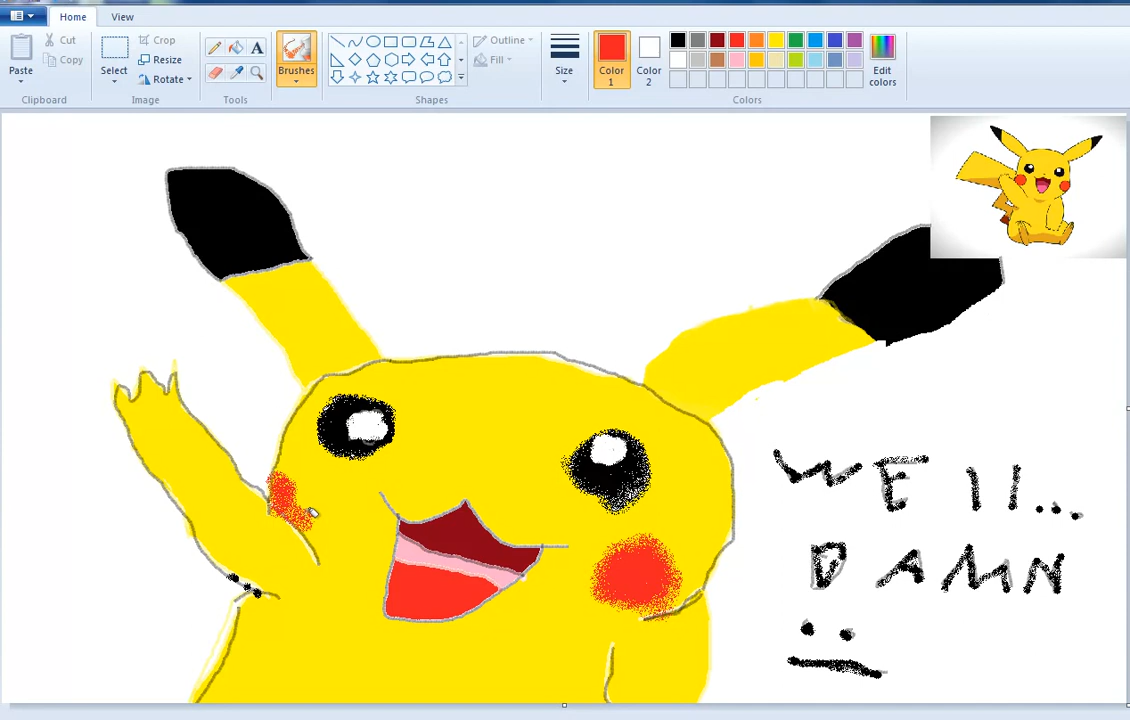 Home View
Cut
Copy
Paste
Clipboard
Crop
Resize
Rotate
Select
Image
A
Tools
Brushes
Outline
Fill
Shapes
Size
Color 1
Color 2
Edit colors
Colors
WEll...
DAMN